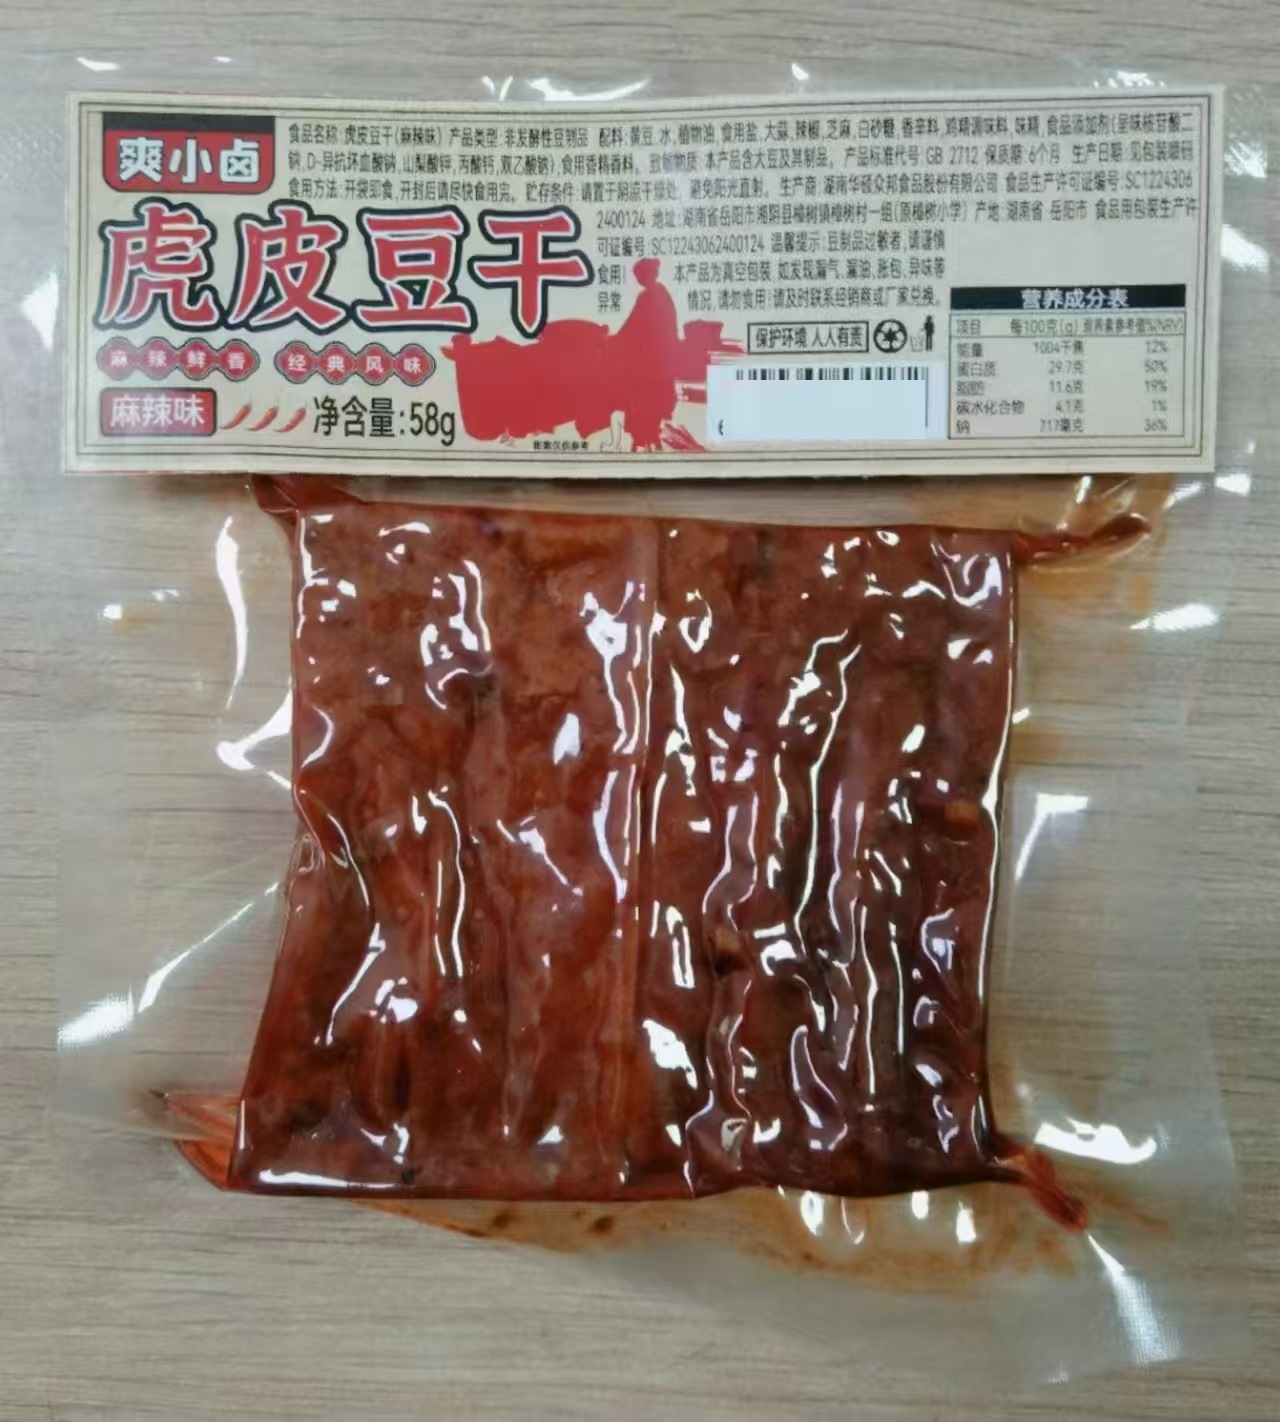 爽小卤
食品名称:虎皮豆干(麻辣味) 产品类型:非发酵性豆制品 配料:黄豆,水,植物油,食用盐,大蒜,辣椒,芝麻,白砂糖,香辛料,鸡精调味料,味精,食品添加剂(呈味核苷酸二
钠,D-异抗坏血酸钠,山梨酸钾,丙酸钙,双乙酸钠),食用香精香料。 致敏物质:本产品含大豆及其制品。 产品标准代号:GB 2712 保质期:6个月 生产日期:见包装喷码
食用方法:开袋即食,开封后请尽快食用完。 贮存条件:请置于阴凉干燥处,避免阳光直射。 生产商:湖南华硕众邦食品股份有限公司 食品生产许可证编号:SC1224306
2400124 地址:湖南省岳阳市湘阴县樟树镇樟树村一组(原樟树小学) 产地:湖南省 岳阳市 食品用包装生产许
可证编号:SC12243062400124 温馨提示:豆制品过敏者,请谨慎
食用! 本产品为真空包装,如发现漏气,漏油,胀包,异味等
异常 情况,请勿食用!请及时联系经销商或厂家兑换。
虎皮豆干
麻辣鲜香 经典风味
麻辣味 净含量:58g
图案仅供参考
保护环境 人人有责
6
营养成分表
项目 每100克(g) 营养素参考值%(NRV)
能量 1004千焦 12%
蛋白质 29.7克 50%
脂肪 11.6克 19%
碳水化合物 4.1克 1%
钠 717毫克 36%